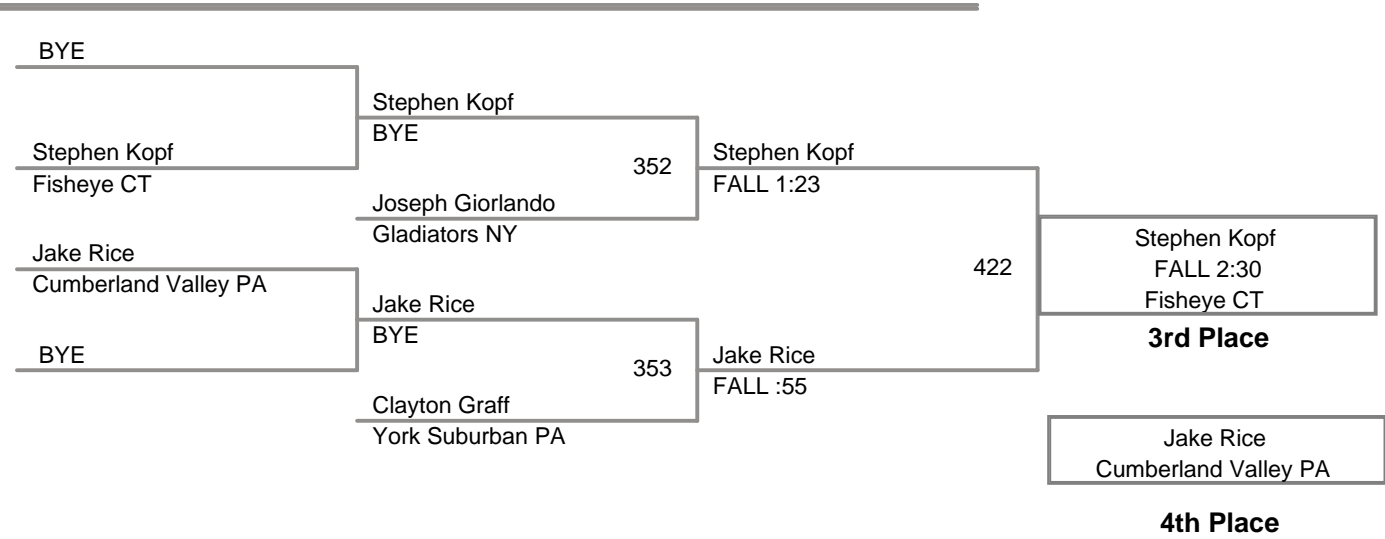 BYE
Stephen Kopf
BYE
Stephen Kopf
Fisheye CT
352
Stephen Kopf
FALL 1:23
Joseph Giorlando
Gladiators NY
Jake Rice
Cumberland Valley PA
422
Stephen Kopf
FALL 2:30
Fisheye CT
3rd Place
Jake Rice
BYE
BYE
353
Jake Rice
FALL :55
Clayton Graff
York Suburban PA
Jake Rice
Cumberland Valley PA
4th Place